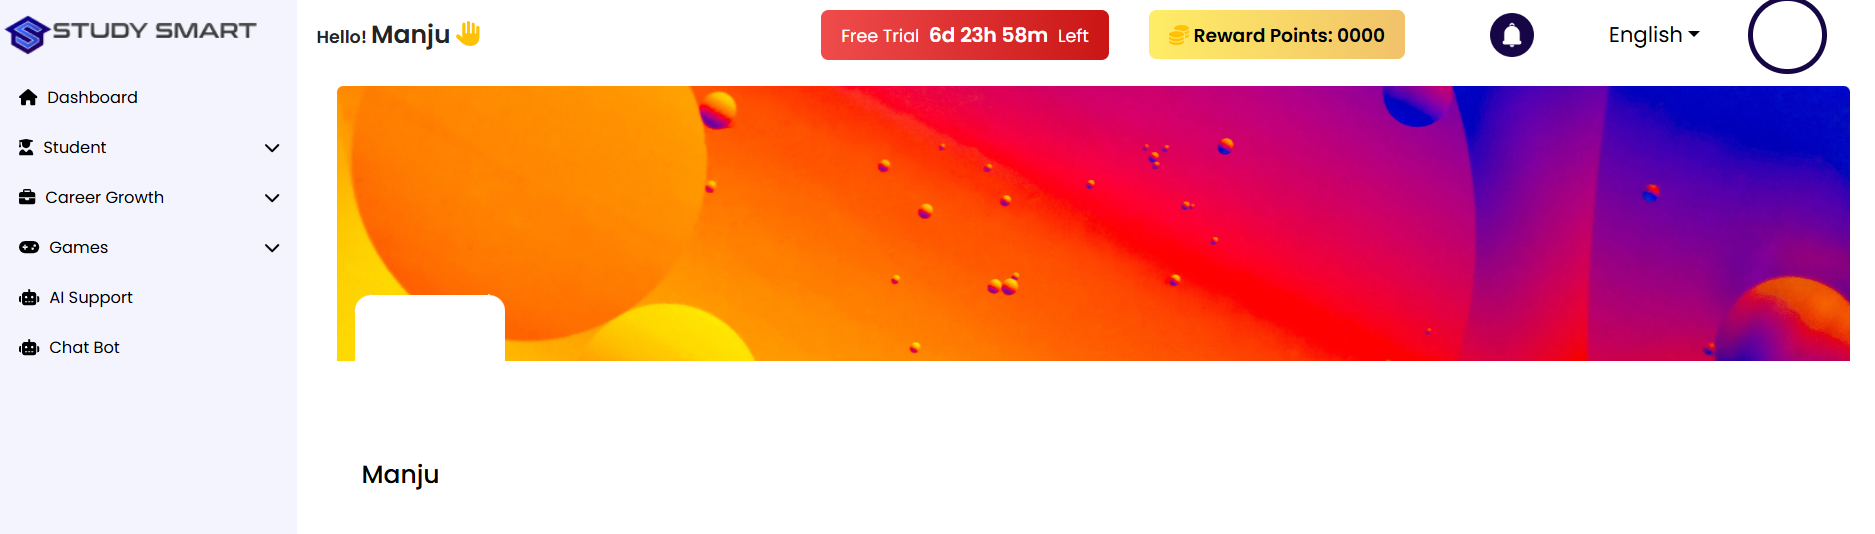 STUDY SMART
Hello! Manju
Free Trial 6d 23h 58m Left
Reward Points: 0000
English
Dashboard
Student
Career Growth
Games
AI Support
Chat Bot
Manju